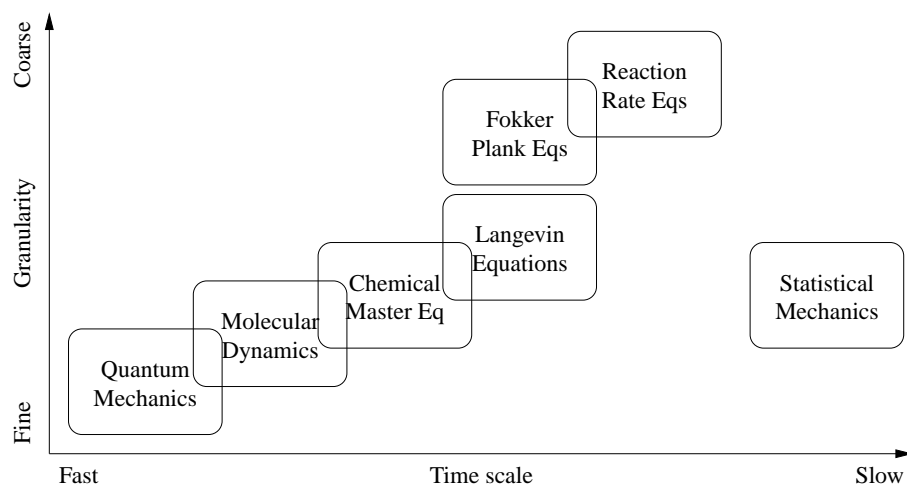 Coarse
Granularity
Fine
Reaction
Rate Eqs
Fokker
Plank Eqs
Langevin
Equations
Chemical
Master Eq
Statistical
Mechanics
Molecular
Dynamics
Quantum
Mechanics
Fast
Time scale
Slow